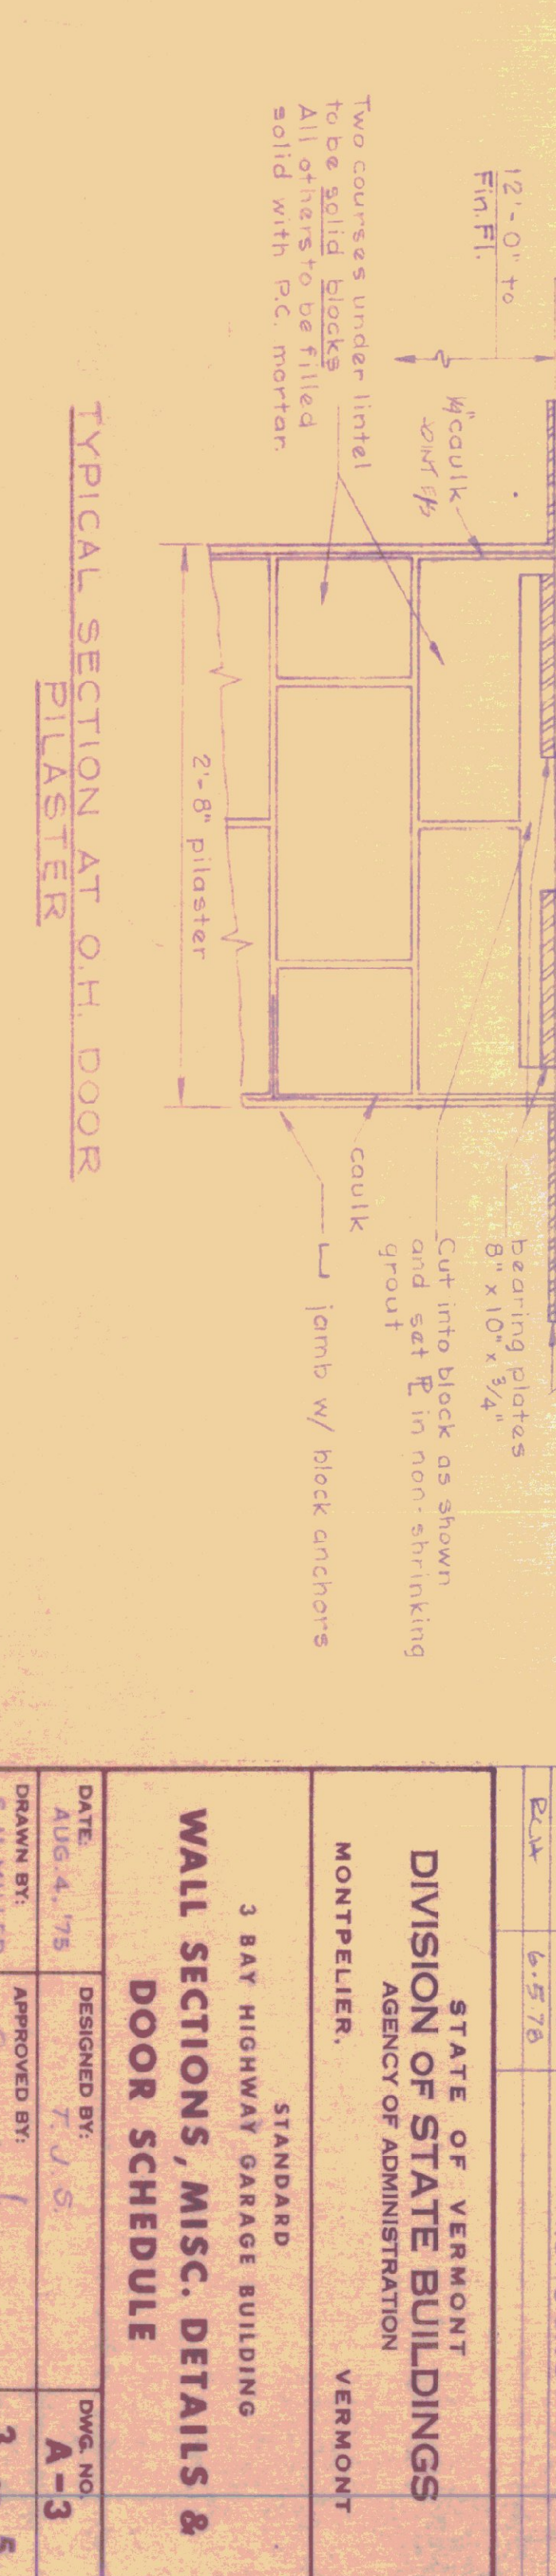 12'-0" to
Fin. Fl.
1/4" caulk
JOINT E/S
Two courses under lintel
to be solid blocks
All others to be filled
solid with P.C. mortar.
2'-8" pilaster
TYPICAL SECTION AT O.H. DOOR
PILASTER
bearing plates
8" x 10" x 3/4"
Cut into block as shown
and set ⅊ in non-shrinking
grout
caulk
jamb w/ block anchors
RCH 6.5.78
STATE OF VERMONT
DIVISION OF STATE BUILDINGS
AGENCY OF ADMINISTRATION
MONTPELIER, VERMONT
STANDARD
3 BAY HIGHWAY GARAGE BUILDING
WALL SECTIONS, MISC. DETAILS &
DOOR SCHEDULE
DATE: AUG. 4, '75
DESIGNED BY: T. J. S.
DWG. NO. A-3
DRAWN BY:
APPROVED BY: